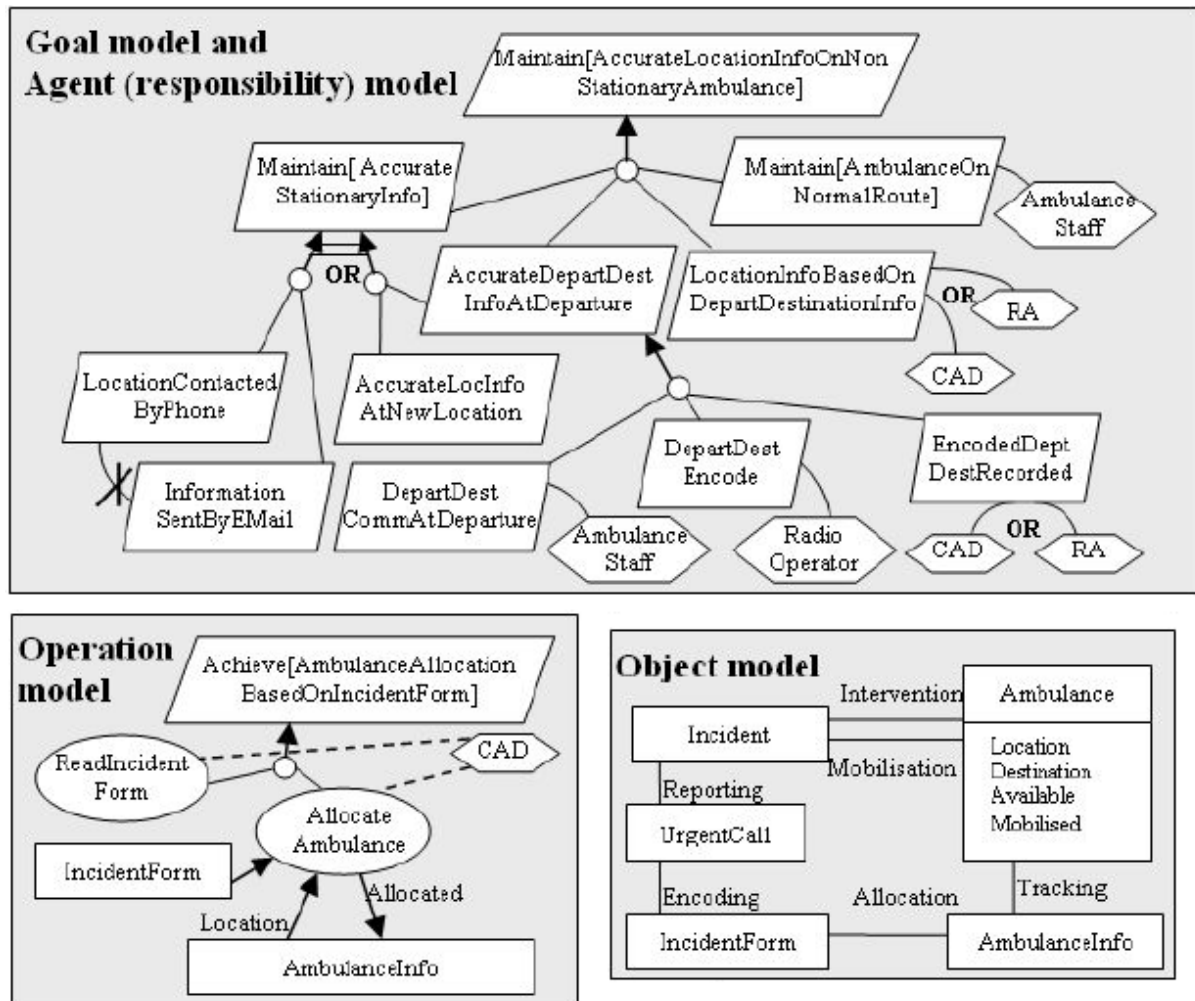 Goal model and
Agent (responsibility) model
Maintain[AccurateLocationInfoOnNon
StationaryAmbulance]
Maintain[ Accurate
StationaryInfo]
Maintain[AmbulanceOn
NormalRoute]
Ambulance
Staff
OR
AccurateDepartDest
InfoAtDeparture
LocationInfoBasedOn
DepartDestinationInfo
OR
RA
CAD
LocationContacted
ByPhone
AccurateLocInfo
AtNewLocation
Information
SentByEMail
DepartDest
CommAtDeparture
Ambulance
Staff
DepartDest
Encode
Radio
Operator
EncodedDept
DestRecorded
CAD
OR
RA
Operation
model
Achieve[AmbulanceAllocation
BasedOnIncidentForm]
ReadIncident
Form
CAD
Allocate
Ambulance
IncidentForm
Location
Allocated
AmbulanceInfo
Object model
Intervention
Ambulance
Incident
Mobilisation
Location
Destination
Available
Mobilised
Reporting
UrgentCall
Encoding
Allocation
Tracking
IncidentForm
AmbulanceInfo